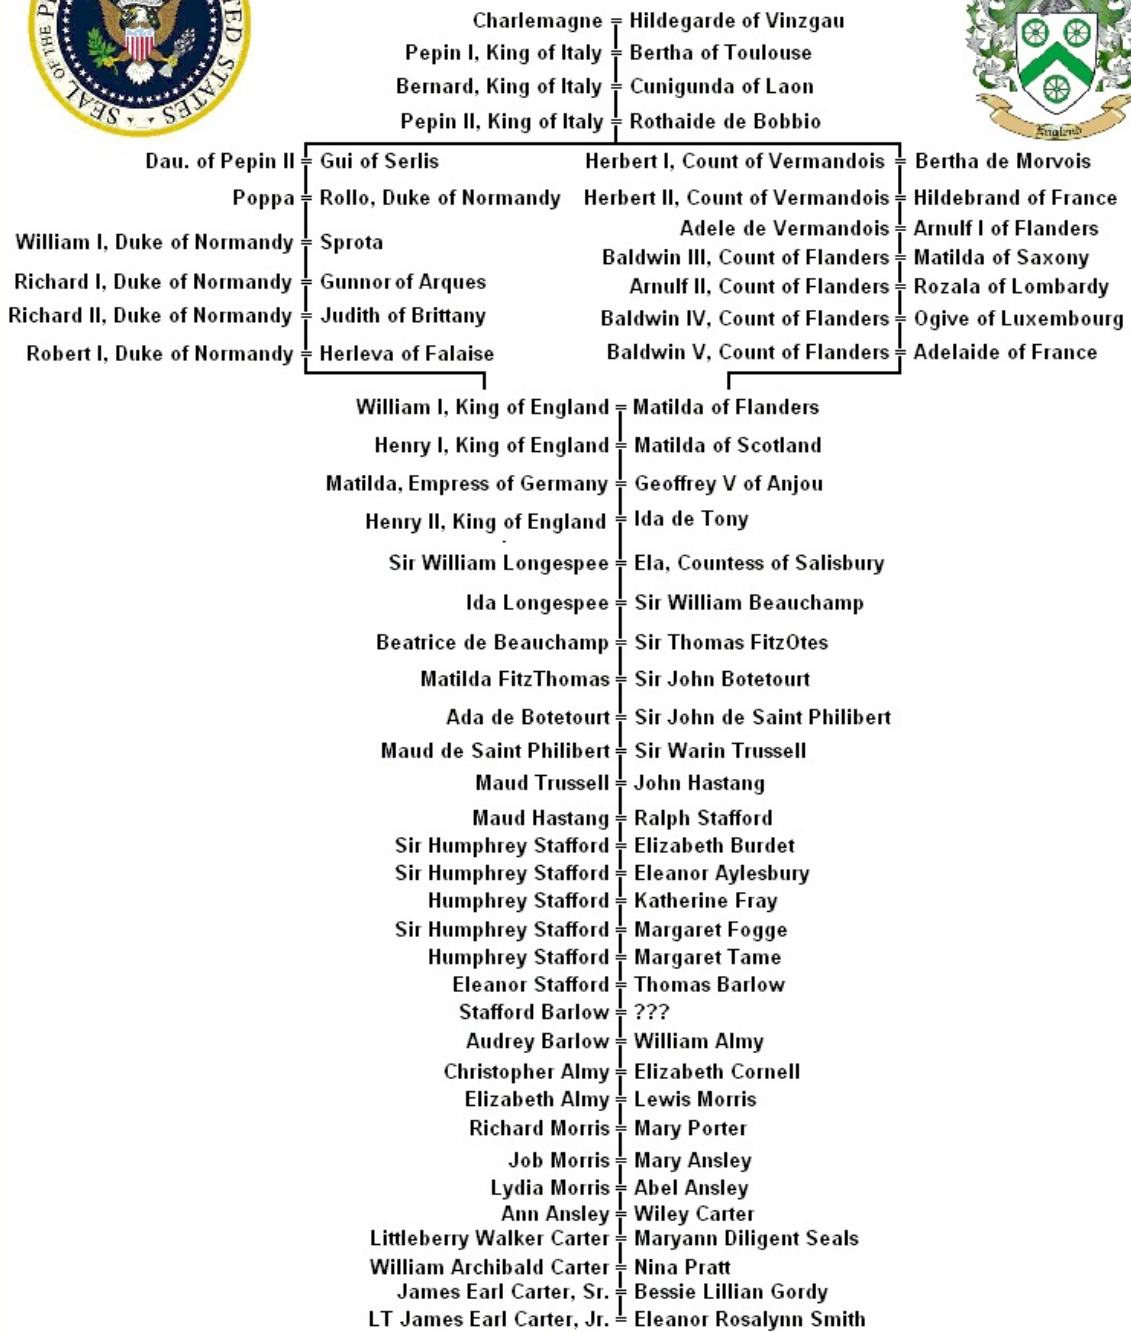 SEAL OF THE P
TED STATES
England
Charlemagne = Hildegarde of Vinzgau
Pepin I, King of Italy = Bertha of Toulouse
Bernard, King of Italy = Cunigunda of Laon
Pepin II, King of Italy = Rothaide de Bobbio
Dau. of Pepin II = Gui of Serlis
Poppa = Rollo, Duke of Normandy
William I, Duke of Normandy = Sprota
Richard I, Duke of Normandy = Gunnor of Arques
Richard II, Duke of Normandy = Judith of Brittany
Robert I, Duke of Normandy = Herleva of Falaise
Herbert I, Count of Vermandois = Bertha de Morvois
Herbert II, Count of Vermandois = Hildebrand of France
Adele de Vermandois = Arnulf I of Flanders
Baldwin III, Count of Flanders = Matilda of Saxony
Arnulf II, Count of Flanders = Rozala of Lombardy
Baldwin IV, Count of Flanders = Ogive of Luxembourg
Baldwin V, Count of Flanders = Adelaide of France
William I, King of England = Matilda of Flanders
Henry I, King of England = Matilda of Scotland
Matilda, Empress of Germany = Geoffrey V of Anjou
Henry II, King of England = Ida de Tony
Sir William Longespee = Ela, Countess of Salisbury
Ida Longespee = Sir William Beauchamp
Beatrice de Beauchamp = Sir Thomas FitzOtes
Matilda FitzThomas = Sir John Botetourt
Ada de Botetourt = Sir John de Saint Philibert
Maud de Saint Philibert = Sir Warin Trussell
Maud Trussell = John Hastang
Maud Hastang = Ralph Stafford
Sir Humphrey Stafford = Elizabeth Burdet
Sir Humphrey Stafford = Eleanor Aylesbury
Humphrey Stafford = Katherine Fray
Sir Humphrey Stafford = Margaret Fogge
Humphrey Stafford = Margaret Tame
Eleanor Stafford = Thomas Barlow
Stafford Barlow = ???
Audrey Barlow = William Almy
Christopher Almy = Elizabeth Cornell
Elizabeth Almy = Lewis Morris
Richard Morris = Mary Porter
Job Morris = Mary Ansley
Lydia Morris = Abel Ansley
Ann Ansley = Wiley Carter
Littleberry Walker Carter = Maryann Diligent Seals
William Archibald Carter = Nina Pratt
James Earl Carter, Sr. = Bessie Lillian Gordy
LT James Earl Carter, Jr. = Eleanor Rosalynn Smith